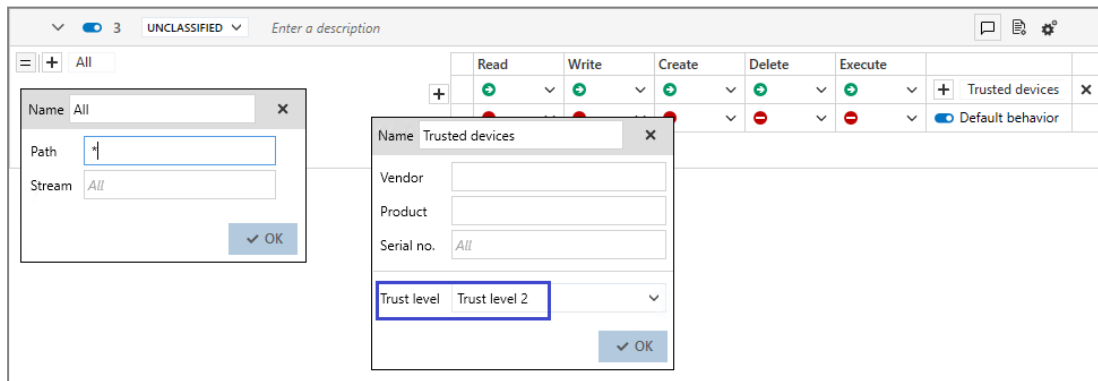 3 UNCLASSIFIED Enter a description
All
Read Write Create Delete Execute
Trusted devices
Default behavior
Name All
Path *
Stream All
OK
Name Trusted devices
Vendor
Product
Serial no. All
Trust level Trust level 2
OK